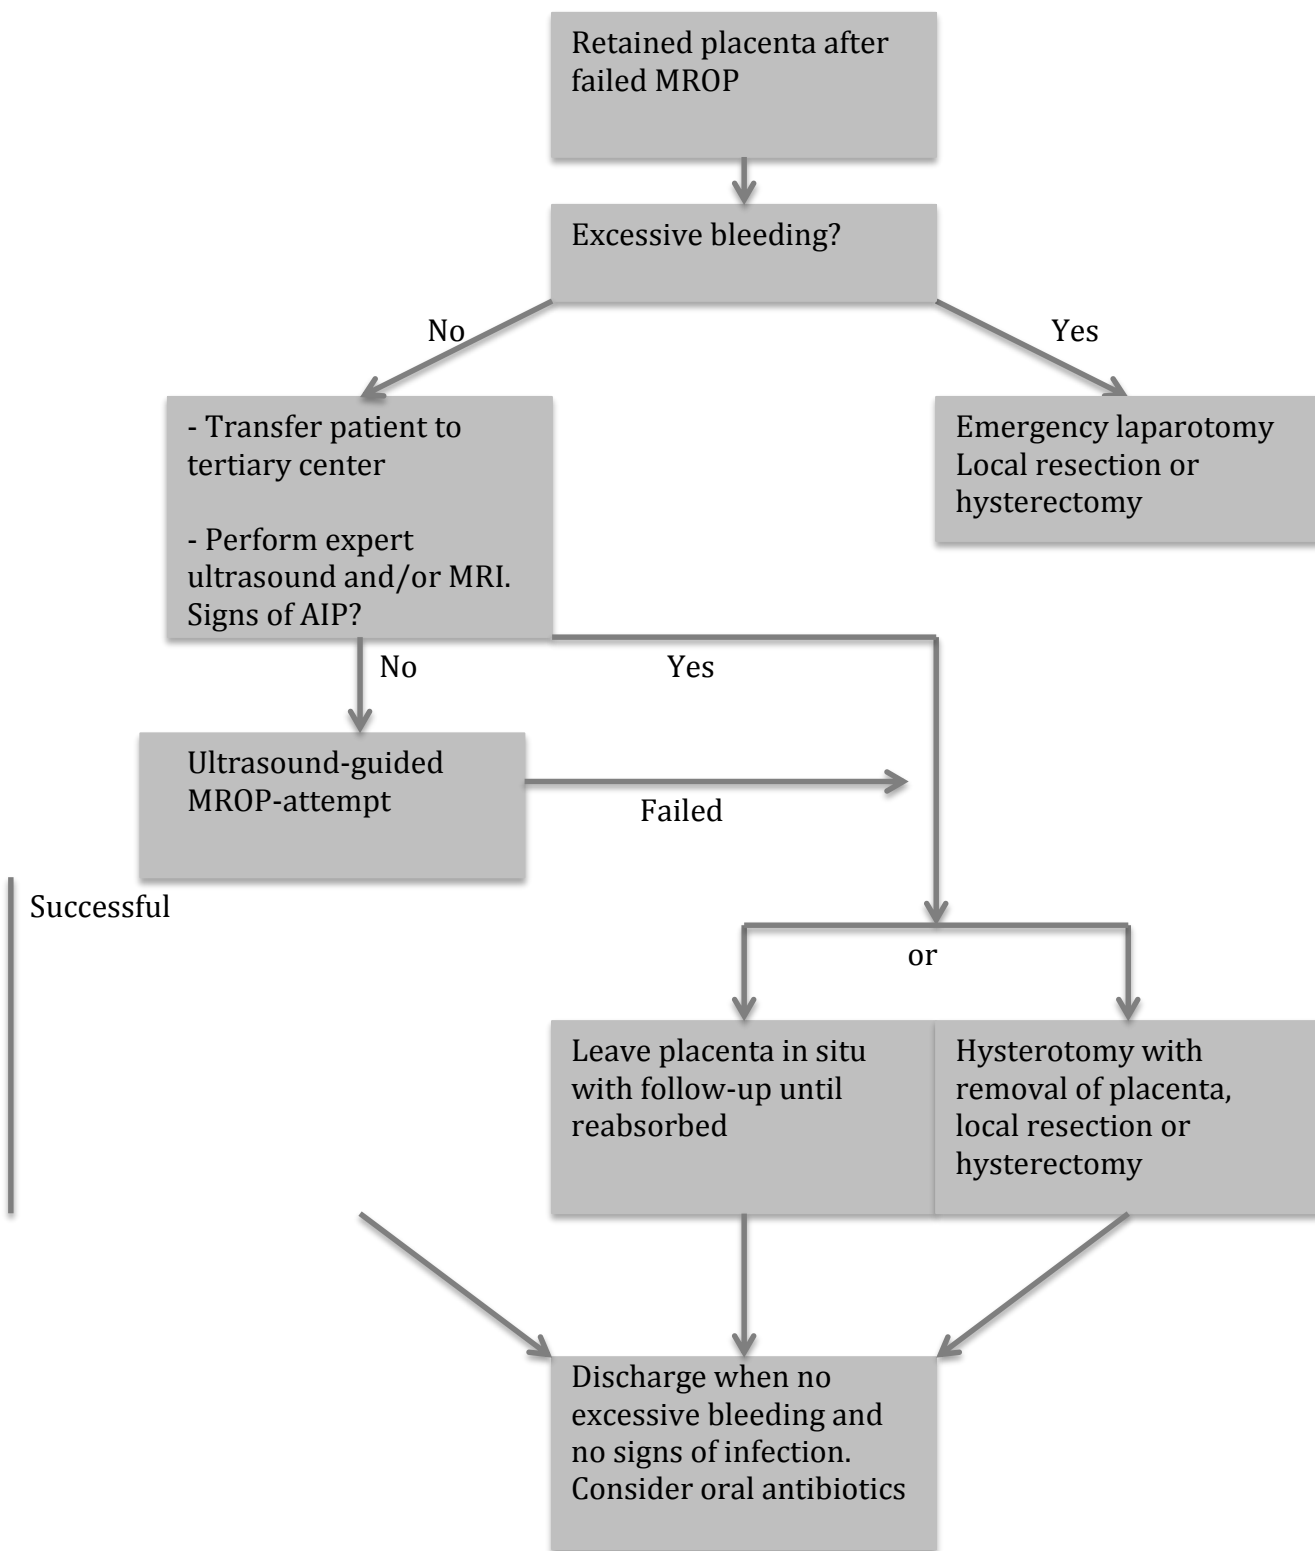 Retained placenta after
failed MROP
Excessive bleeding?
No
Yes
- Transfer patient to
tertiary center
- Perform expert
ultrasound and/or MRI.
Signs of AIP?
Emergency laparotomy
Local resection or
hysterectomy
No
Yes
Ultrasound-guided
MROP-attempt
Failed
Successful
or
Leave placenta in situ
with follow-up until
reabsorbed
Hysterotomy with
removal of placenta,
local resection or
hysterectomy
Discharge when no
excessive bleeding and
no signs of infection.
Consider oral antibiotics